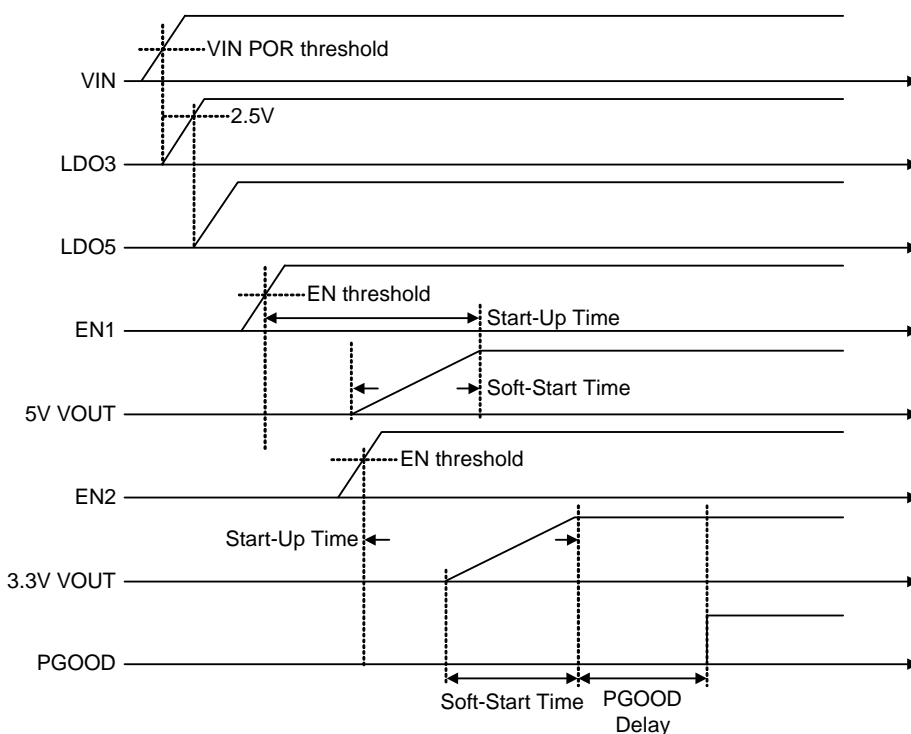 VIN POR threshold
VIN
2.5V
LDO3
LDO5
EN threshold
EN1
Start-Up Time
Soft-Start Time
5V VOUT
EN threshold
EN2
Start-Up Time
3.3V VOUT
PGOOD
Soft-Start Time
PGOOD
Delay